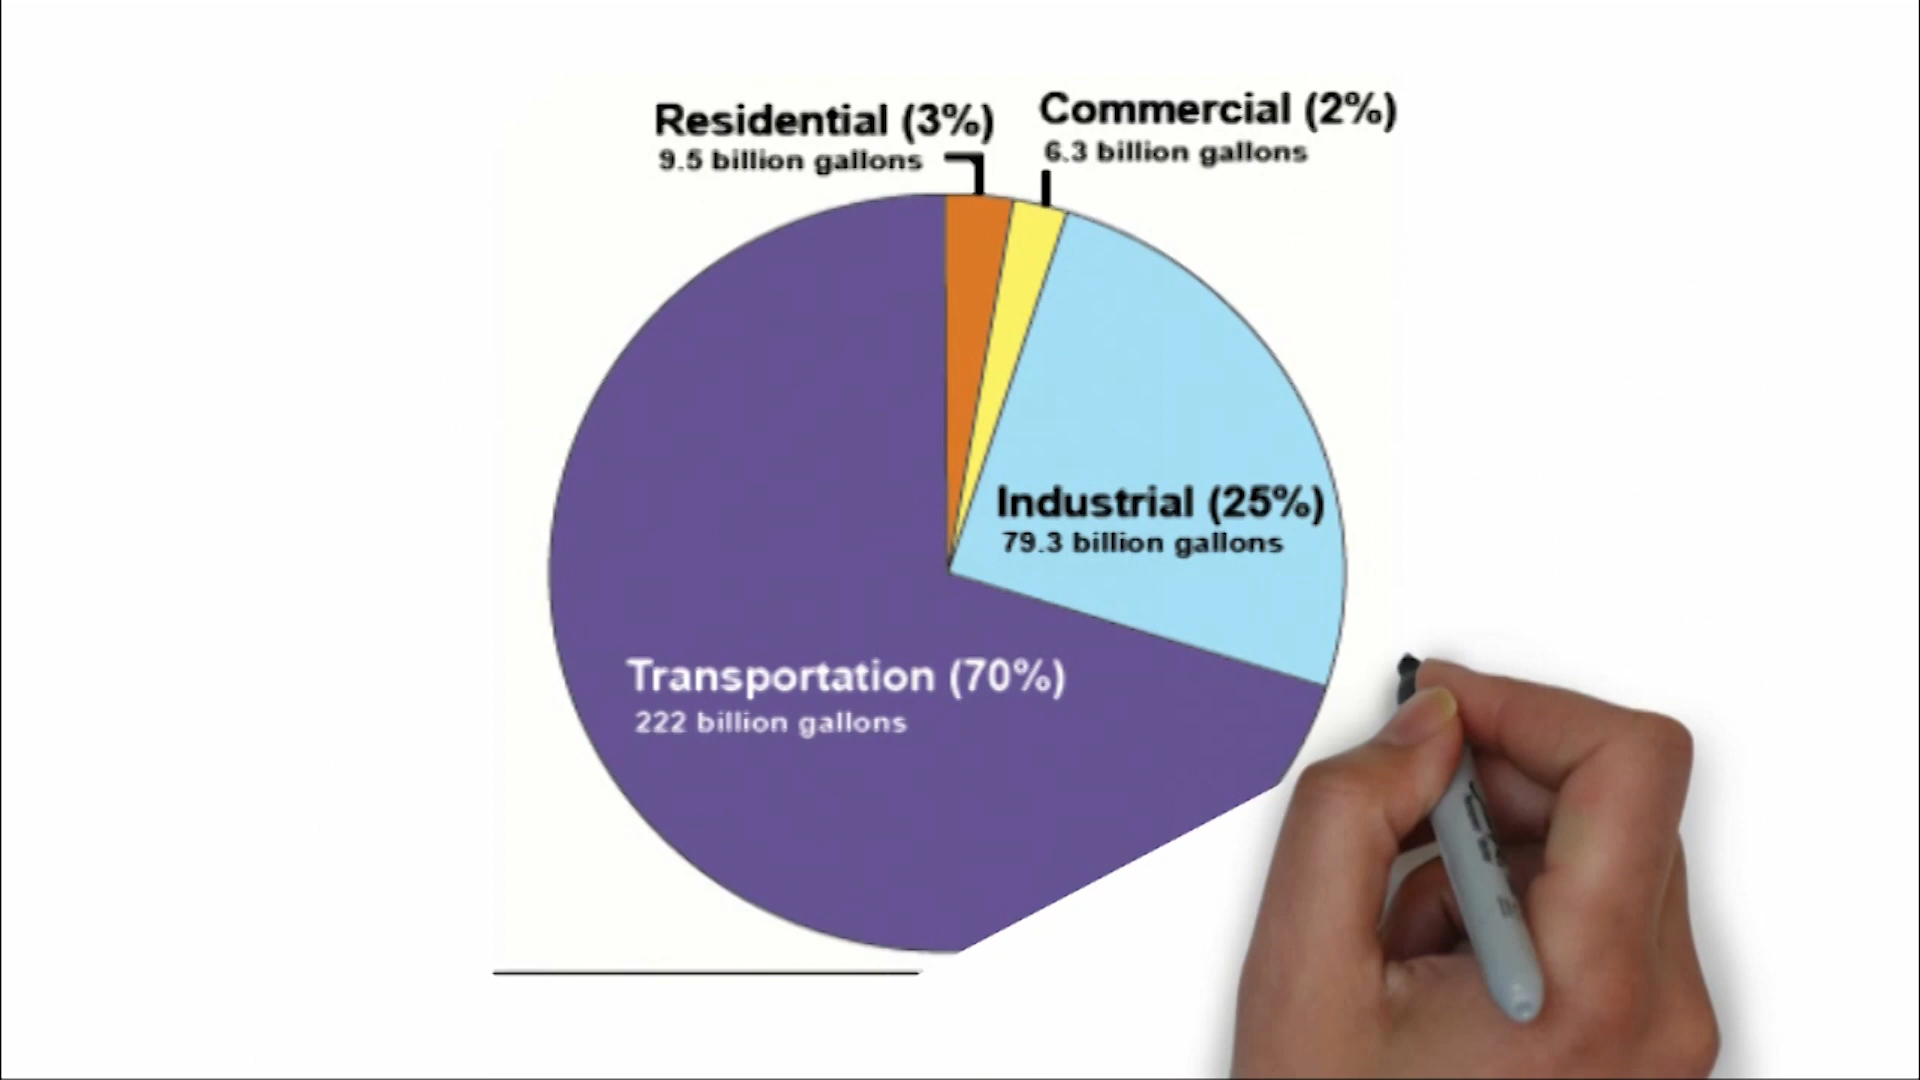 Residential (3%)
9.5 billion gallons
Commercial (2%)
6.3 billion gallons
Industrial (25%)
79.3 billion gallons
Transportation (70%)
222 billion gallons